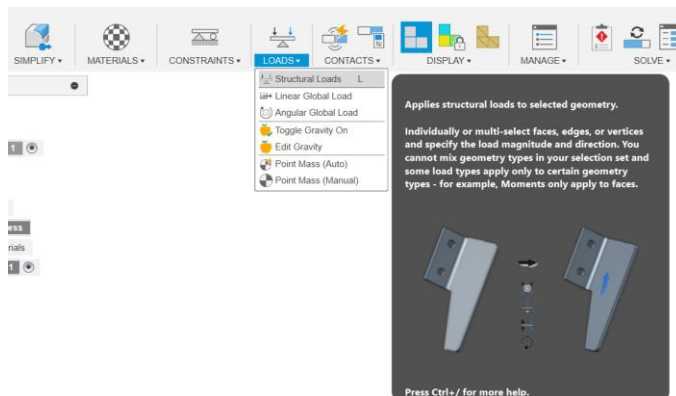 SIMPLIFY ▾
MATERIALS ▾
CONSTRAINTS ▾
LOADS ▾
CONTACTS ▾
DISPLAY ▾
MANAGE ▾
SOLVE ▾
Structural Loads L
Linear Global Load
Angular Global Load
Toggle Gravity On
Edit Gravity
Point Mass (Auto)
Point Mass (Manual)
1
ess
rials
1
Applies structural loads to selected geometry.
Individually or multi-select faces, edges, or vertices
and specify the load magnitude and direction. You
cannot mix geometry types in your selection set and
some load types apply only to certain geometry
types - for example, Moments only apply to faces.
Press Ctrl+/ for more help.